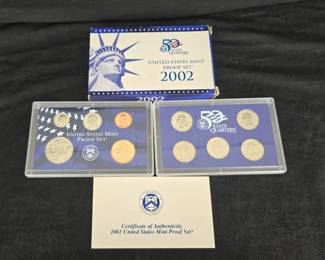 50
STATE
QUARTERS
UNITED STATES MINT
PROOF SET
2002
2002
UNITED STATES MINT
PROOF SET
50
STATE
QUARTERS
Certificate of Authenticity
2002 United States Mint Proof Set